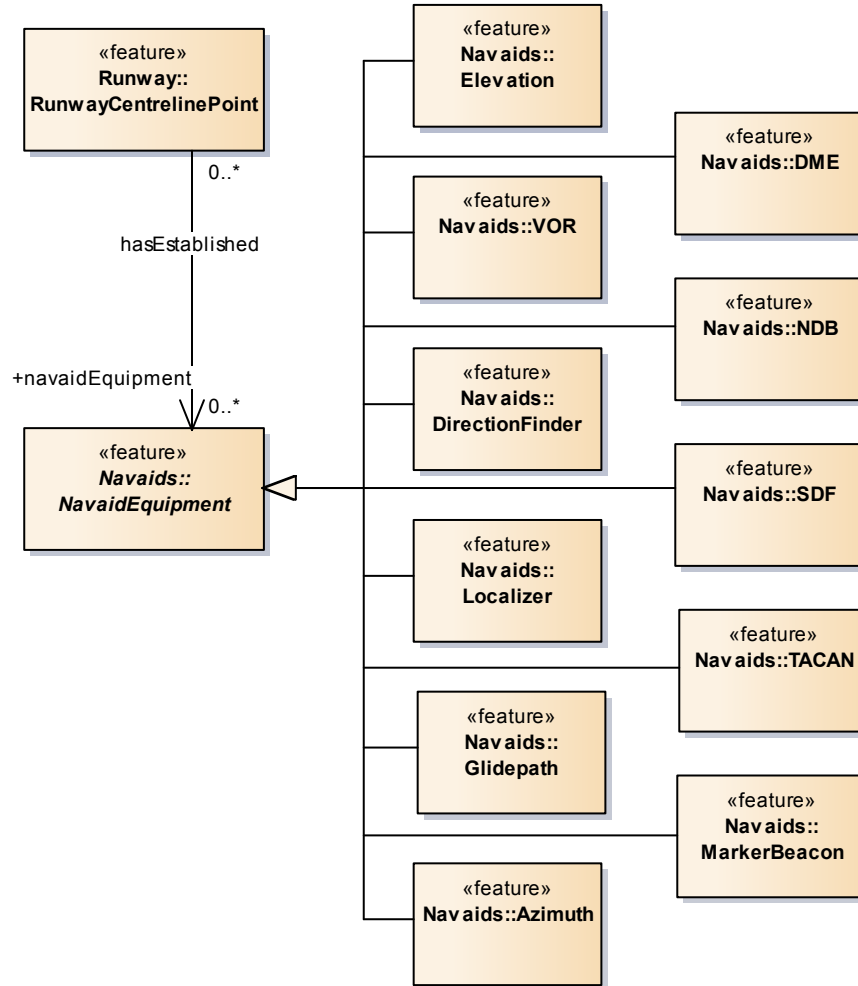 «feature»
Runway::
RunwayCentrelinePoint
0..*
hasEstablished
+navaidEquipment
0..*
«feature»
Navaids::
NavaidEquipment
«feature»
Navaids::
Elevation
«feature»
Navaids::DME
«feature»
Navaids::VOR
«feature»
Navaids::NDB
«feature»
Navaids::
DirectionFinder
«feature»
Navaids::SDF
«feature»
Navaids::
Localizer
«feature»
Navaids::TACAN
«feature»
Navaids::
Glidepath
«feature»
Navaids::
MarkerBeacon
«feature»
Navaids::Azimuth